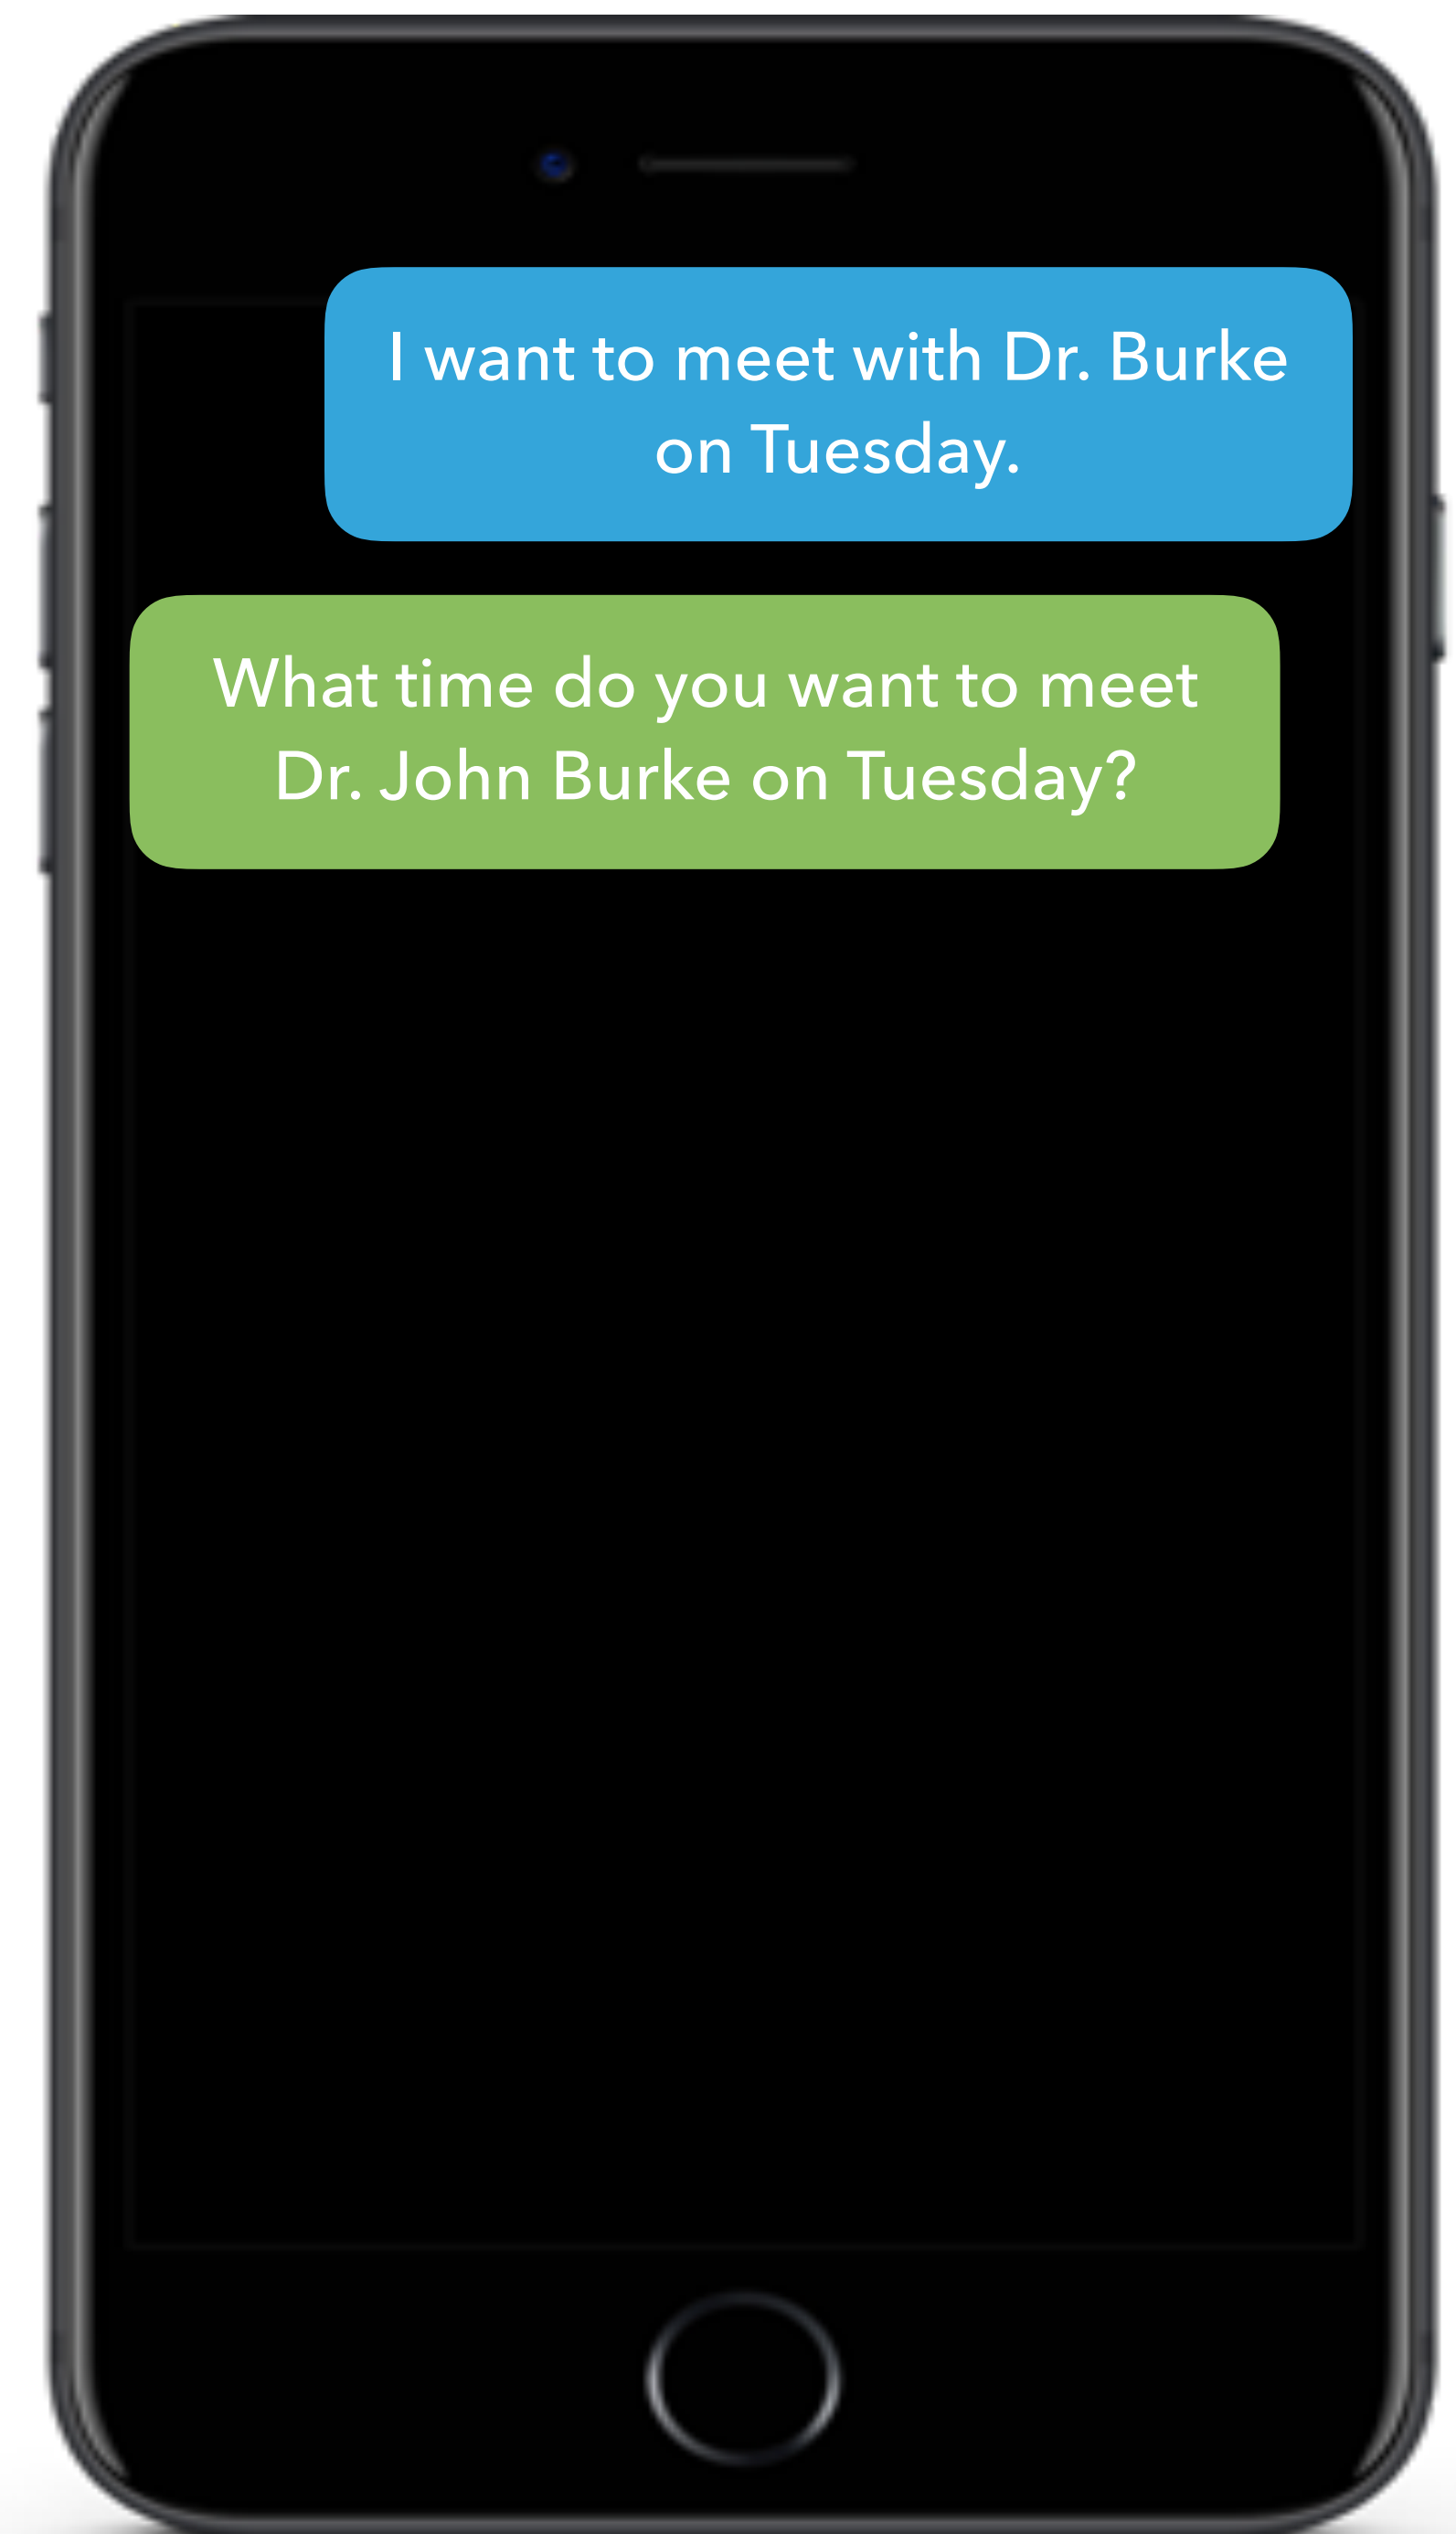 I want to meet with Dr. Burke
on Tuesday.
What time do you want to meet
Dr. John Burke on Tuesday?